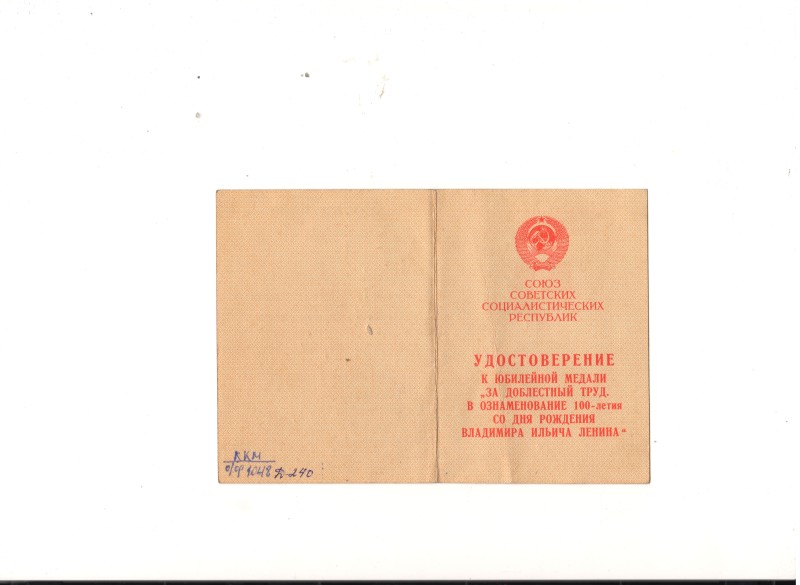 СОЮЗ
СОВЕТСКИХ
СОЦИАЛИСТИЧЕСКИХ
РЕСПУБЛИК
УДОСТОВЕРЕНИЕ
К ЮБИЛЕЙНОЙ МЕДАЛИ
„ЗА ДОБЛЕСТНЫЙ ТРУД.
В ОЗНАМЕНОВАНИЕ 100-летия
СО ДНЯ РОЖДЕНИЯ
ВЛАДИМИРА ИЛЬИЧА ЛЕНИНА“
ККМ
о/ф 1048 Д-240